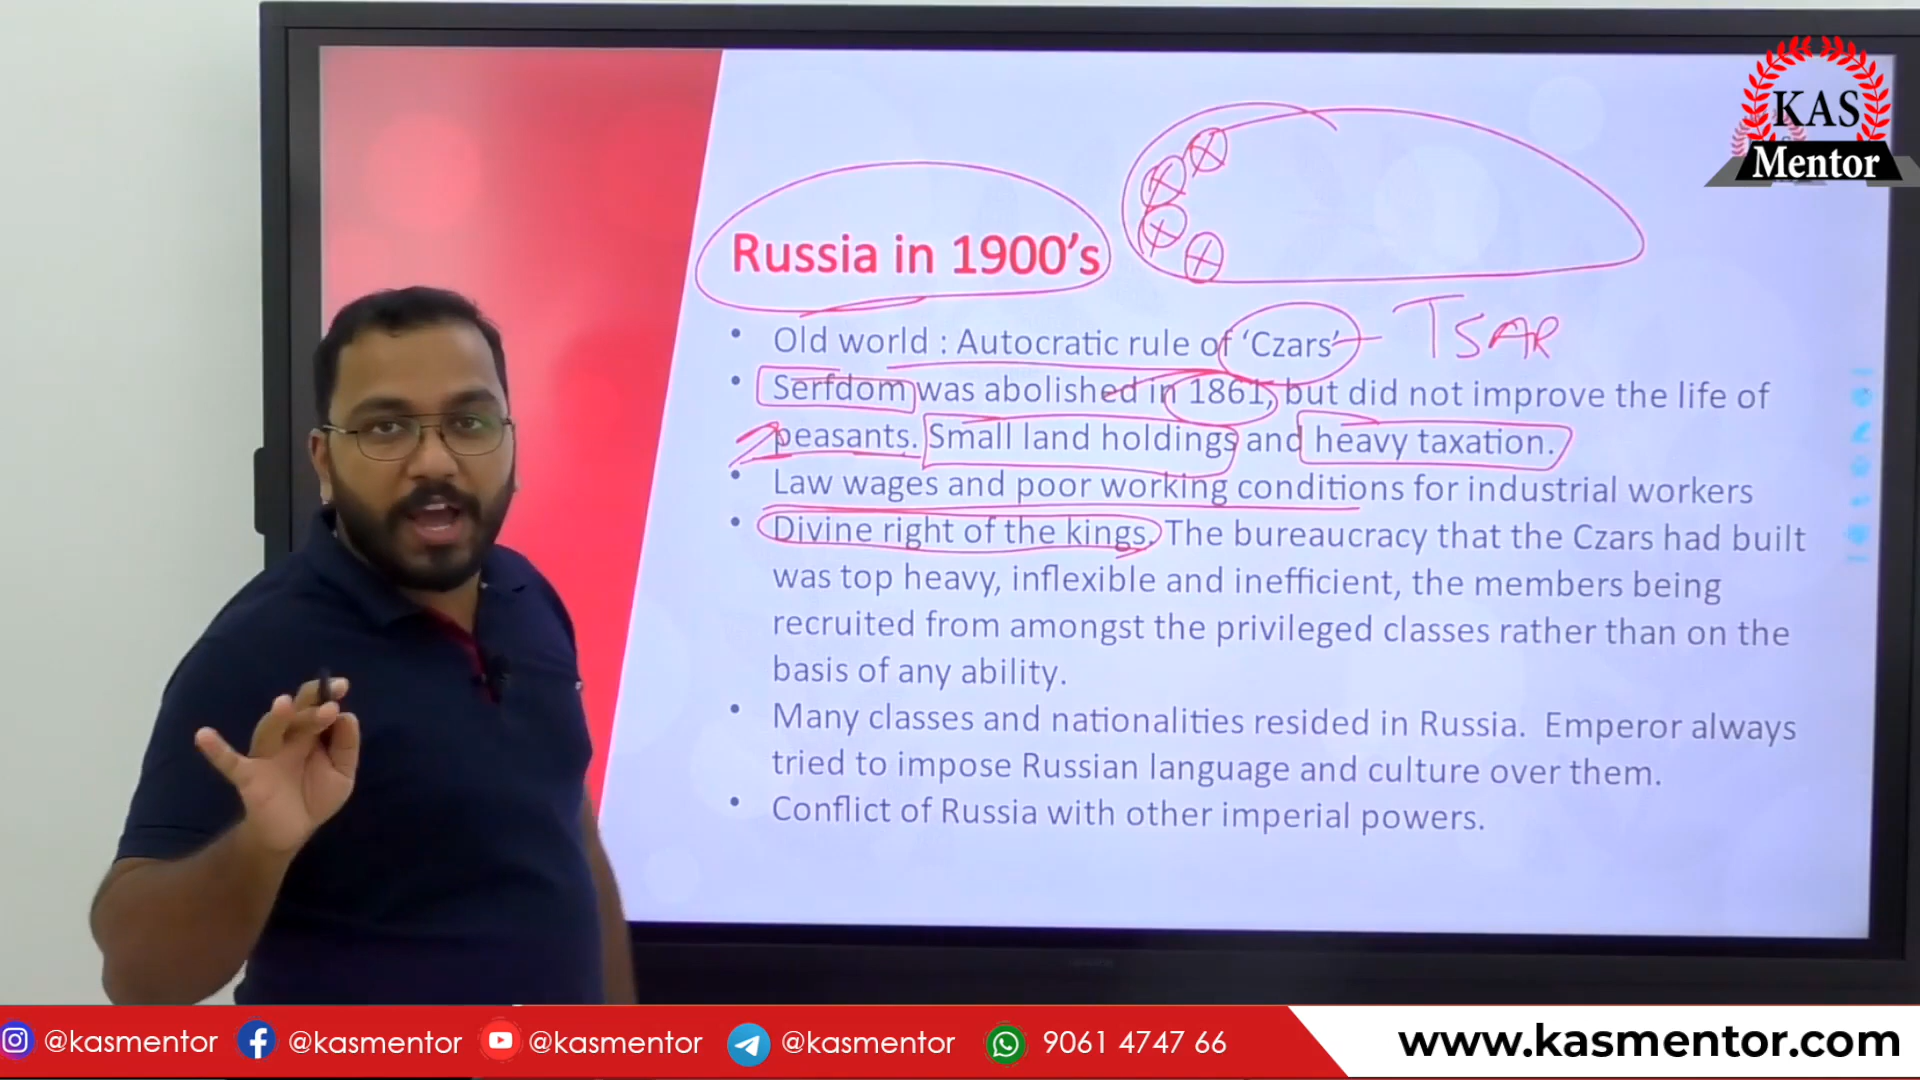 KAS
Mentor
Russia in 1900's
• Old world : Autocratic rule of 'Czars' - TSAR
• Serfdom was abolished in 1861, but did not improve the life of
peasants. Small land holdings and heavy taxation.
• Law wages and poor working conditions for industrial workers
• Divine right of the kings. The bureaucracy that the Czars had built
was top heavy, inflexible and inefficient, the members being
recruited from amongst the privileged classes rather than on the
basis of any ability.
• Many classes and nationalities resided in Russia. Emperor always
tried to impose Russian language and culture over them.
• Conflict of Russia with other imperial powers.
@kasmentor @kasmentor @kasmentor @kasmentor 9061 4747 66 www.kasmentor.com